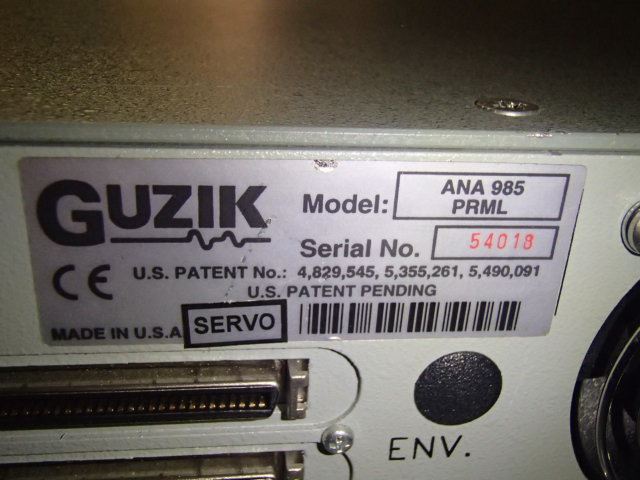 GUZIK
Model: ANA 985
PRML
Serial No. 54018
CE
U.S. PATENT No.: 4,829,545, 5,355,261, 5,490,091
U.S. PATENT PENDING
MADE IN U.S.A
SERVO
ENV.